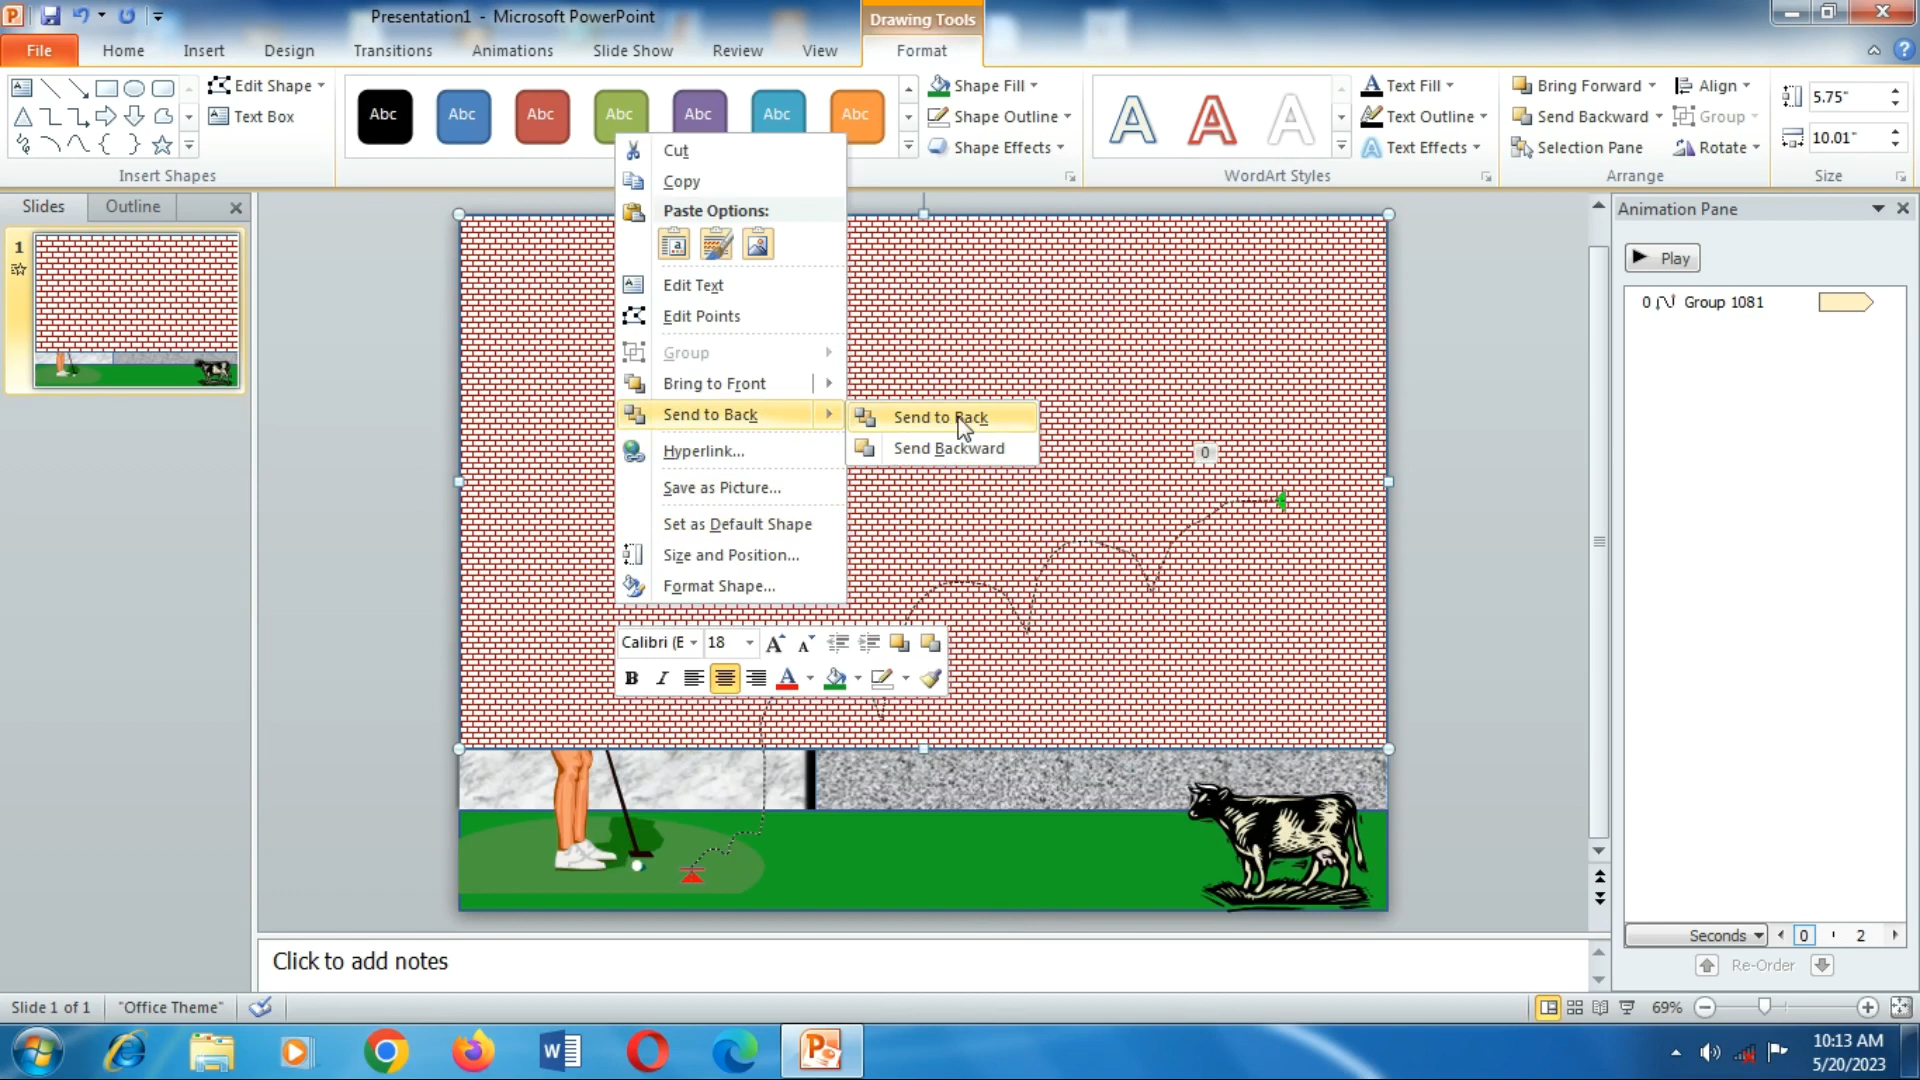 Presentation1 - Microsoft PowerPoint
Drawing Tools
File
Home
Insert
Design
Transitions
Animations
Slide Show
Review
View
Format
Edit Shape
Text Box
Insert Shapes
Abc
Abc
Abc
Abc
Abc
Abc
Abc
Shape Fill
Shape Outline
Shape Effects
A
A
A
Text Fill
Text Outline
Text Effects
WordArt Styles
Bring Forward
Send Backward
Selection Pane
Align
Group
Rotate
Arrange
5.75"
10.01"
Size
Slides
Outline
1
Cut
Copy
Paste Options:
Edit Text
Edit Points
Group
Bring to Front
Send to Back
Hyperlink...
Save as Picture...
Set as Default Shape
Size and Position...
Format Shape...
Send to Back
Send Backward
0
Calibri (E
18
B I
Animation Pane
Play
0 Group 1081
Seconds
0
2
Re-Order
Click to add notes
Slide 1 of 1
"Office Theme"
69%
10:13 AM
5/20/2023